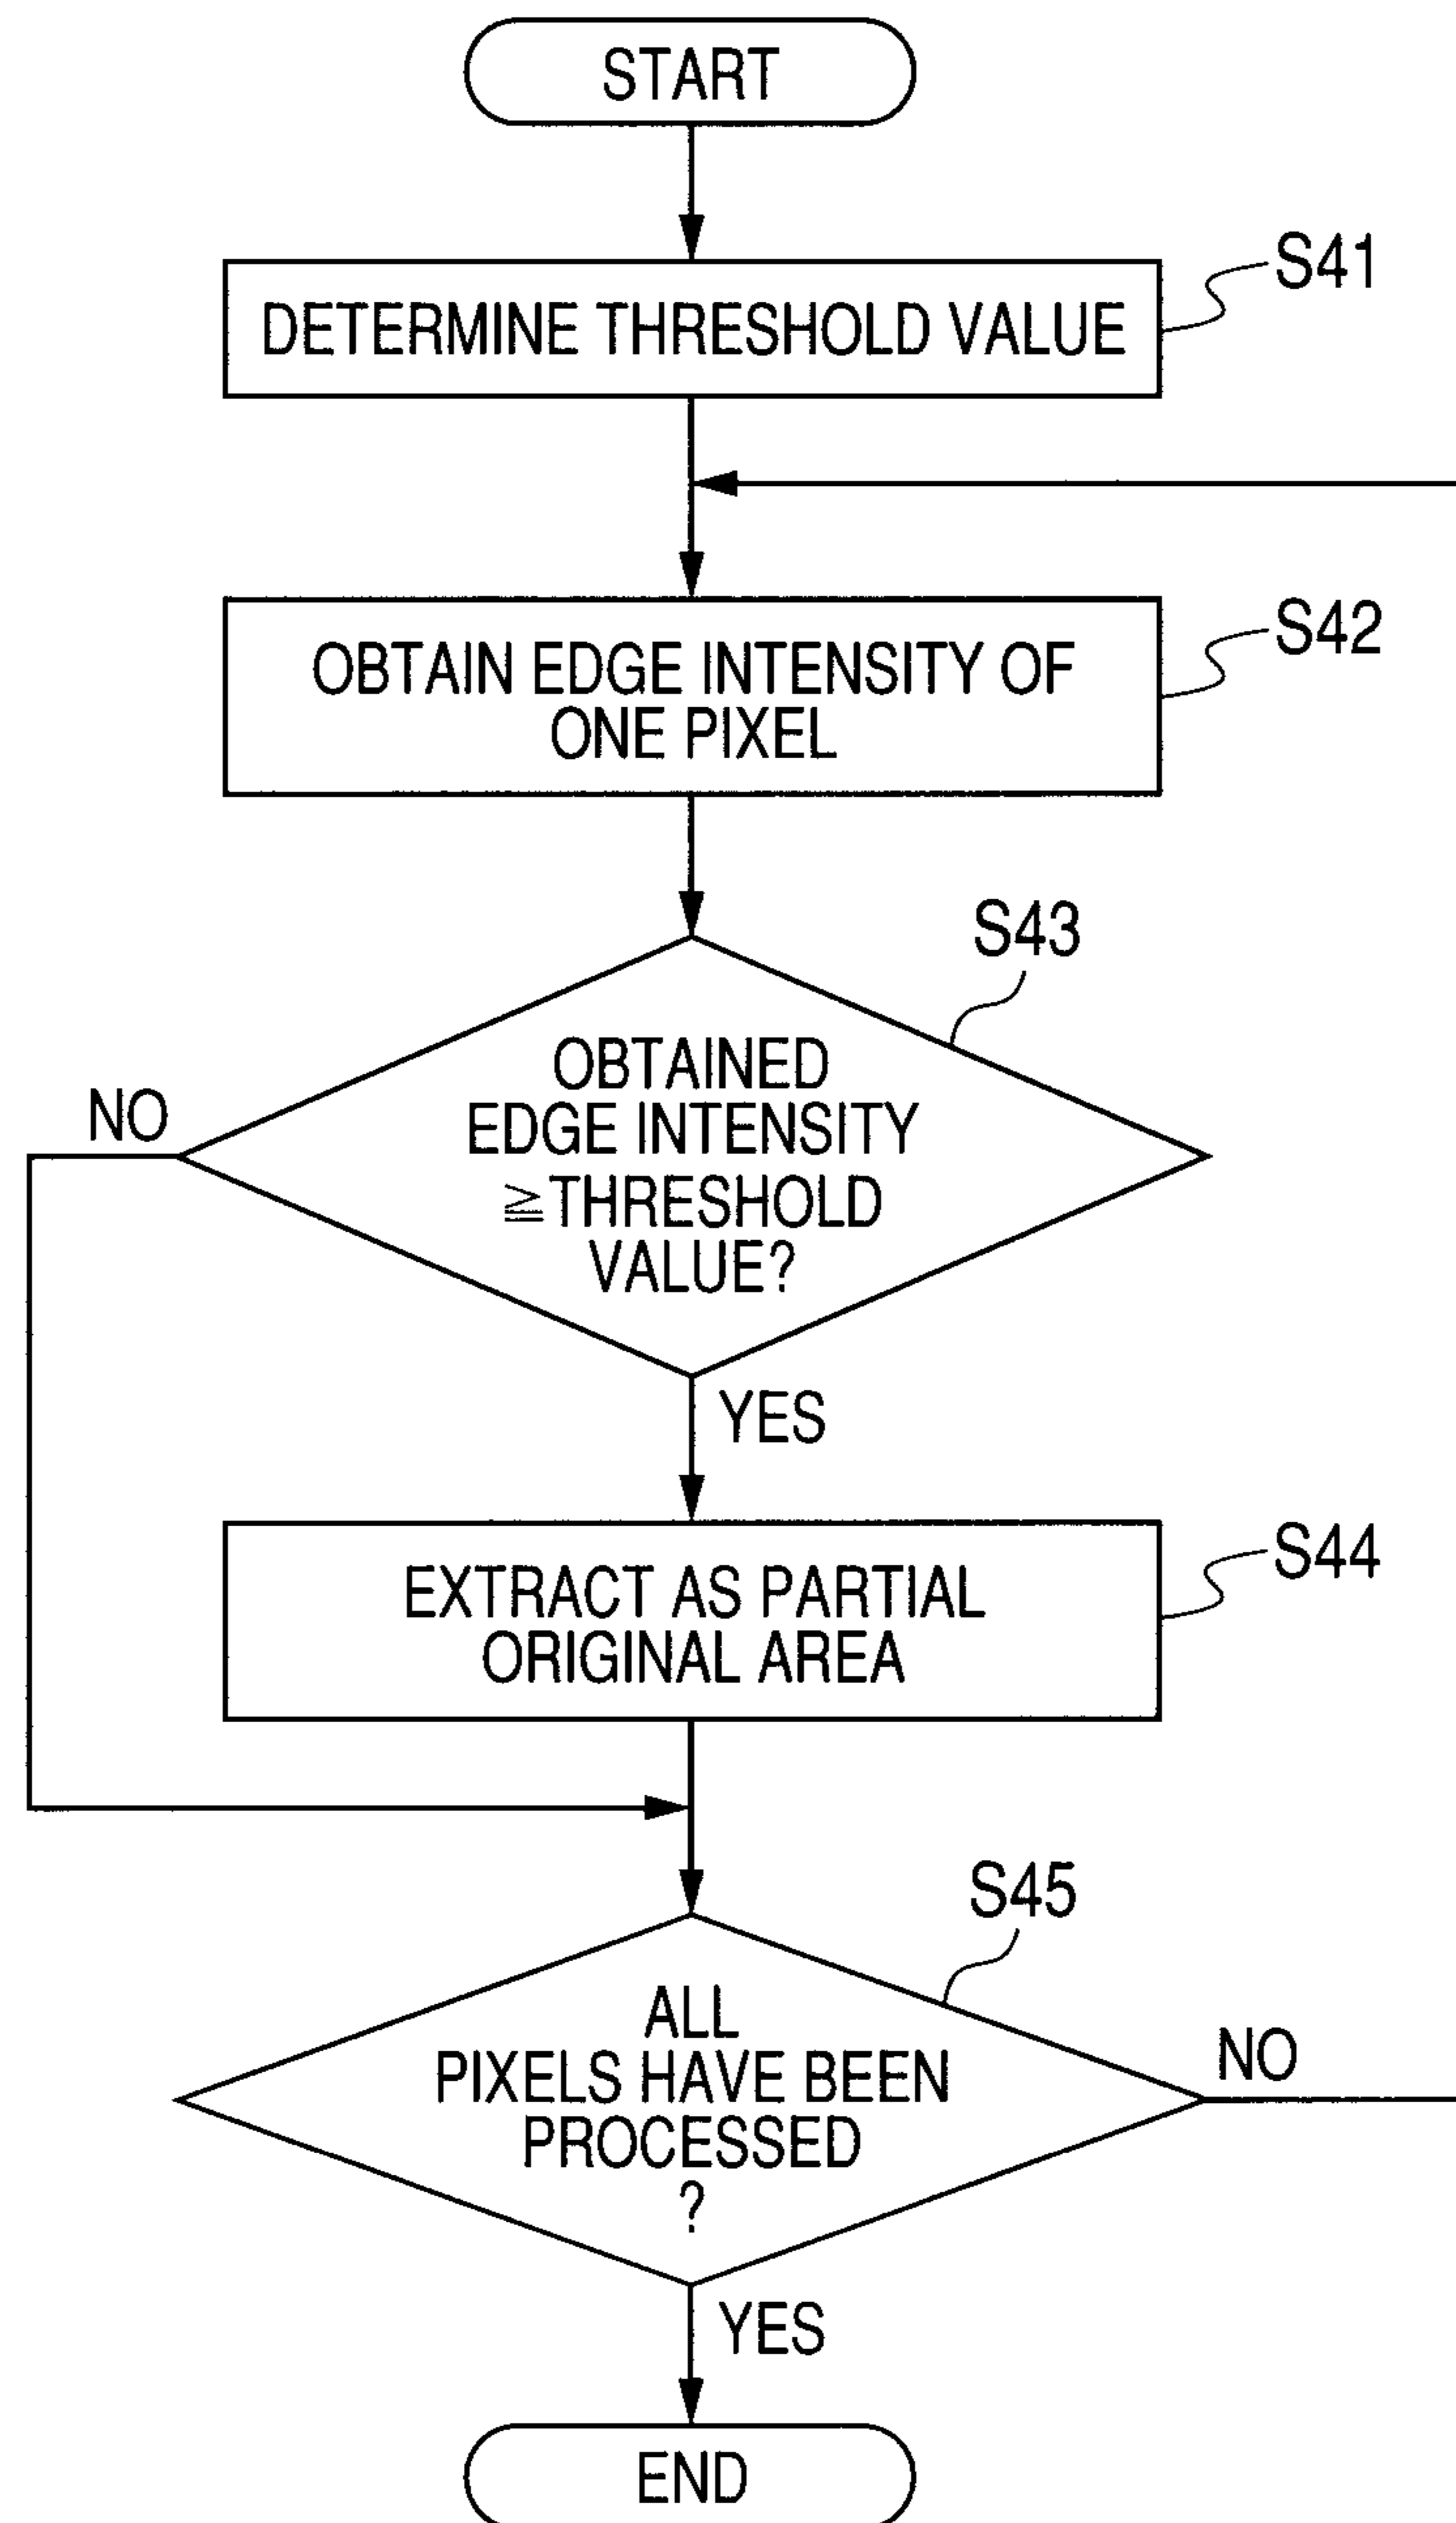 START
S41
DETERMINE THRESHOLD VALUE
S42
OBTAIN EDGE INTENSITY OF
ONE PIXEL
S43
OBTAINED
EDGE INTENSITY
≧THRESHOLD
VALUE?
NO
YES
S44
EXTRACT AS PARTIAL
ORIGINAL AREA
S45
ALL
PIXELS HAVE BEEN
PROCESSED
?
NO
YES
END